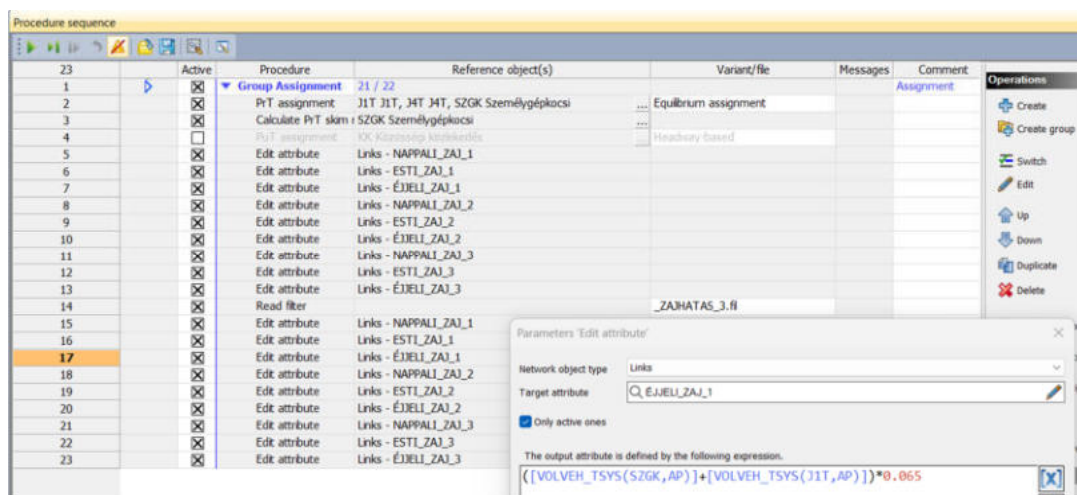 Procedure sequence
23 Active Procedure Reference object(s) Variant/file Messages Comment
1 Group Assignment 21 / 22 Assignment
2 PrT assignment J1T J1T, J4T J4T, SZGK Személygépkocsi ... Equilibrium assignment
3 Calculate PrT skim r SZGK Személygépkocsi ...
4 PuT assignment KK Közösségi közlekedés Headway based
5 Edit attribute Links - NAPPALI_ZAJ_1
6 Edit attribute Links - ESTI_ZAJ_1
7 Edit attribute Links - ÉJJELI_ZAJ_1
8 Edit attribute Links - NAPPALI_ZAJ_2
9 Edit attribute Links - ESTI_ZAJ_2
10 Edit attribute Links - ÉJJELI_ZAJ_2
11 Edit attribute Links - NAPPALI_ZAJ_3
12 Edit attribute Links - ESTI_ZAJ_3
13 Edit attribute Links - ÉJJELI_ZAJ_3
14 Read filter _ZAJHATAS_3.fil
15 Edit attribute Links - NAPPALI_ZAJ_1
16 Edit attribute Links - ESTI_ZAJ_1
17 Edit attribute Links - ÉJJELI_ZAJ_1
18 Edit attribute Links - NAPPALI_ZAJ_2
19 Edit attribute Links - ESTI_ZAJ_2
20 Edit attribute Links - ÉJJELI_ZAJ_2
21 Edit attribute Links - NAPPALI_ZAJ_3
22 Edit attribute Links - ESTI_ZAJ_3
23 Edit attribute Links - ÉJJELI_ZAJ_3
Operations
Create
Create group
Switch
Edit
Up
Down
Duplicate
Delete
Parameters 'Edit attribute'
Network object type Links
Target attribute ÉJJELI_ZAJ_1
Only active ones
The output attribute is defined by the following expression.
([VOLVEH_TSYS(SZGK,AP)]+[VOLVEH_TSYS(J1T,AP)])*0.065